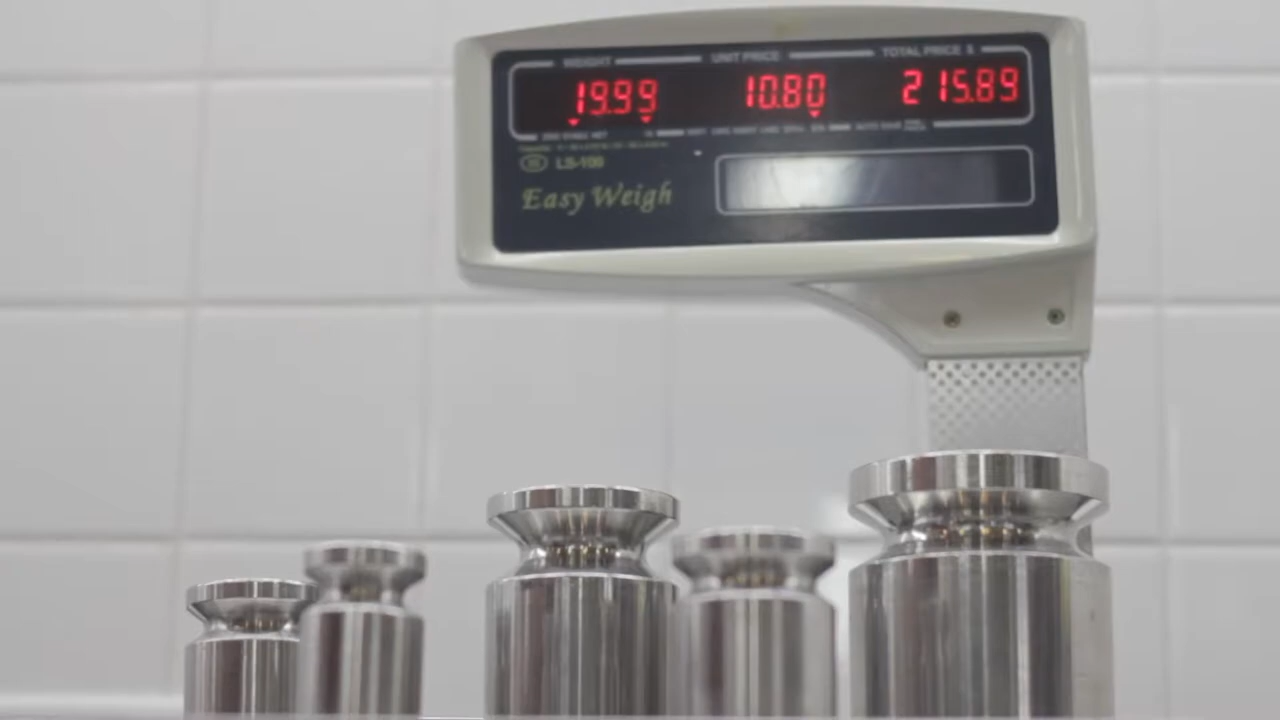 WEIGHT UNIT PRICE TOTAL PRICE $
19.99 10.80 215.89
LS-100
Easy Weigh